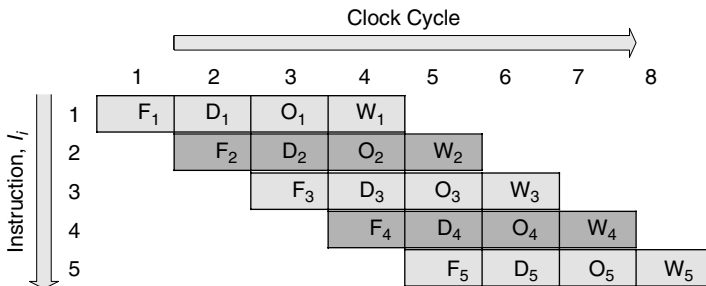 Clock Cycle
1 2 3 4 5 6 7 8
Instruction, Iᵢ
1 F₁ D₁ O₁ W₁
2 F₂ D₂ O₂ W₂
3 F₃ D₃ O₃ W₃
4 F₄ D₄ O₄ W₄
5 F₅ D₅ O₅ W₅